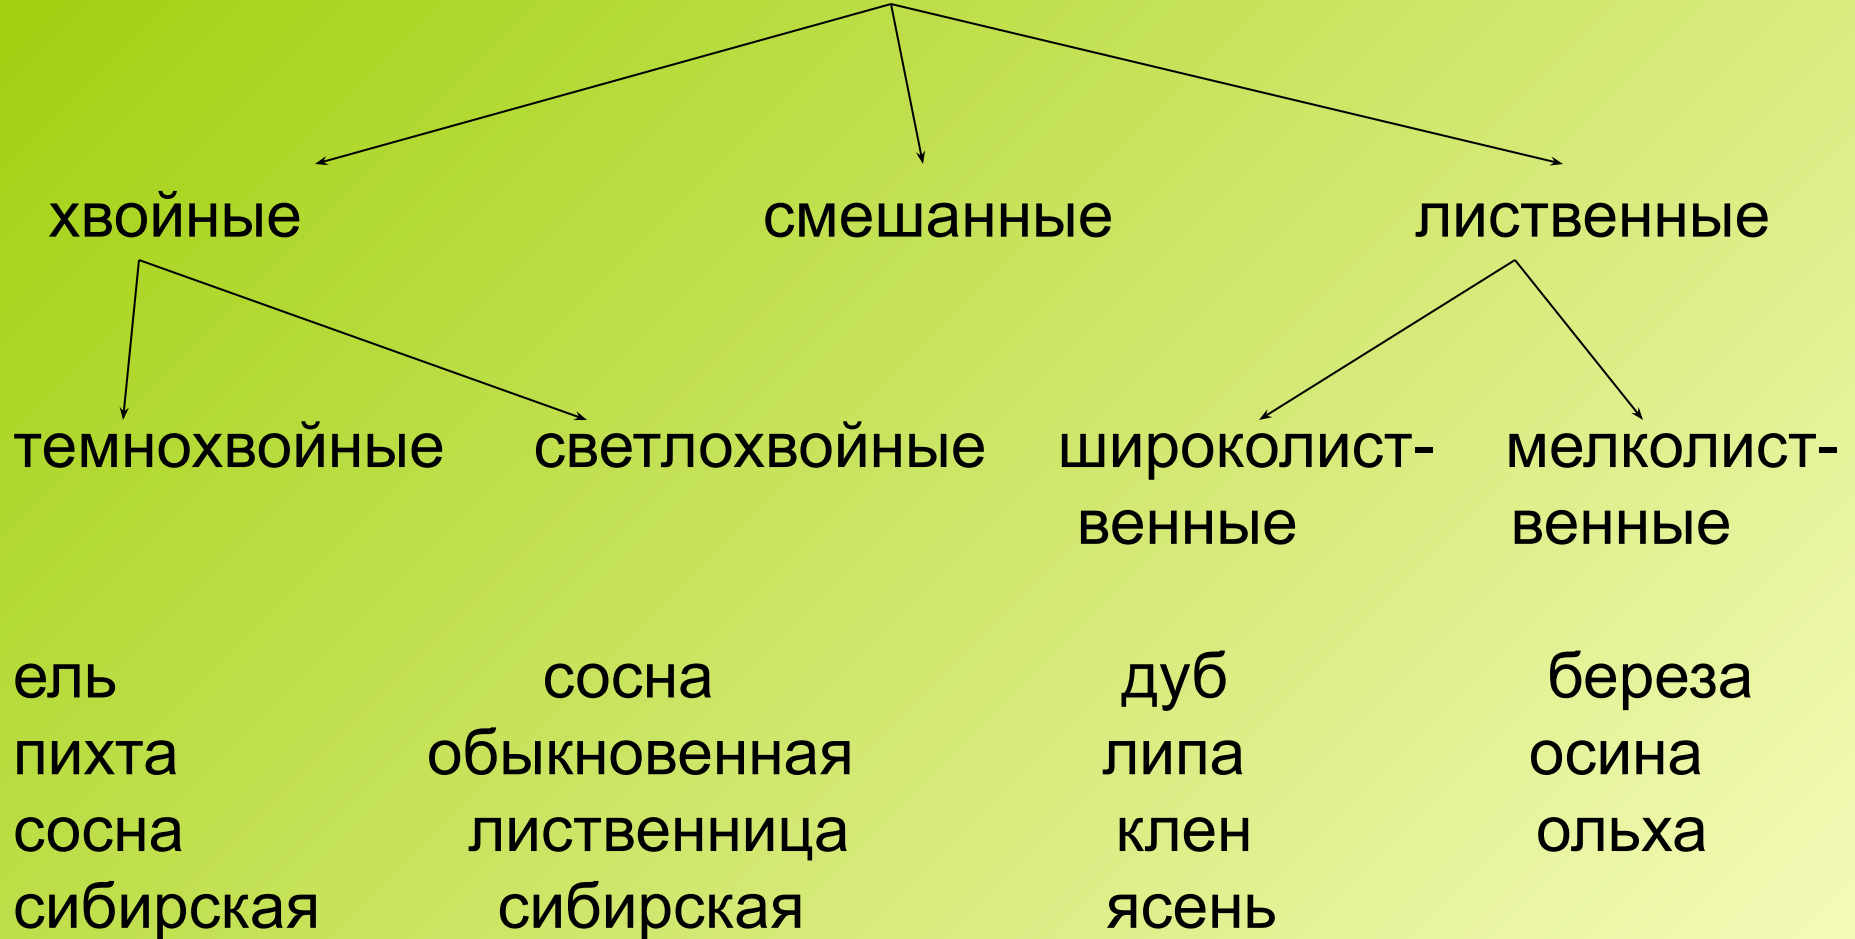 хвойные смешанные лиственные
темнохвойные светлохвойные широколист- мелколист-
венные венные
ель сосна дуб береза
пихта обыкновенная липа осина
сосна лиственница клен ольха
сибирская сибирская ясень